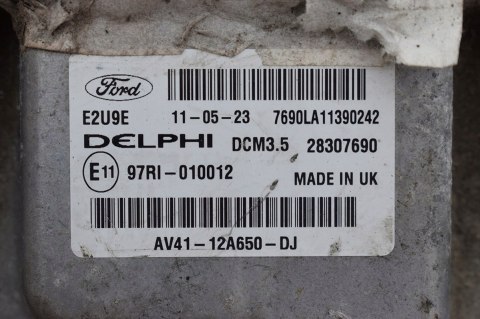 Ford
E2U9E 11-05-23 7690LA11390242
DELPHI DCM3.5 28307690
E11 97RI-010012 MADE IN UK
AV41-12A650-DJ